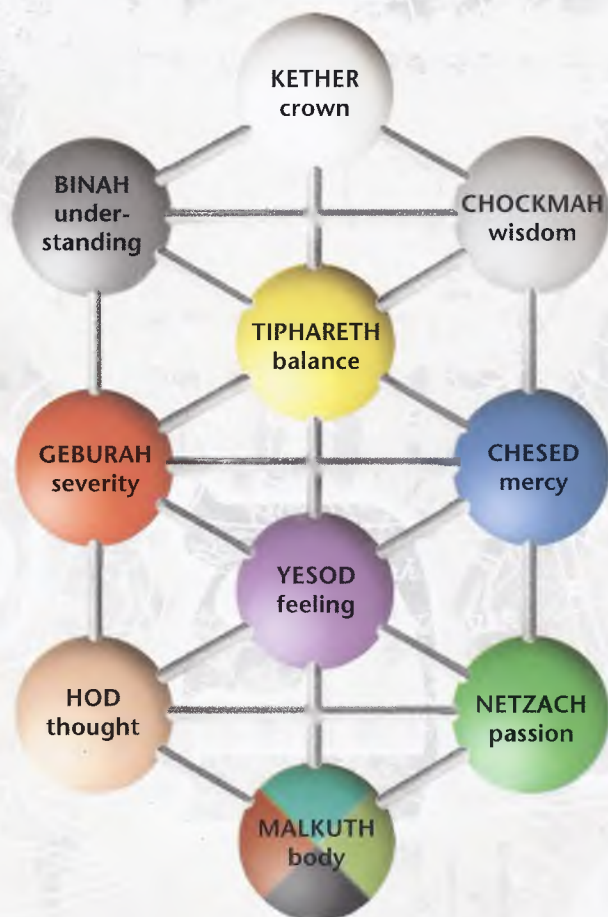 KETHER
crown
BINAH
under-
standing
CHOCKMAH
wisdom
TIPHARETH
balance
GEBURAH
severity
CHESED
mercy
YESOD
feeling
HOD
thought
NETZACH
passion
MALKUTH
body